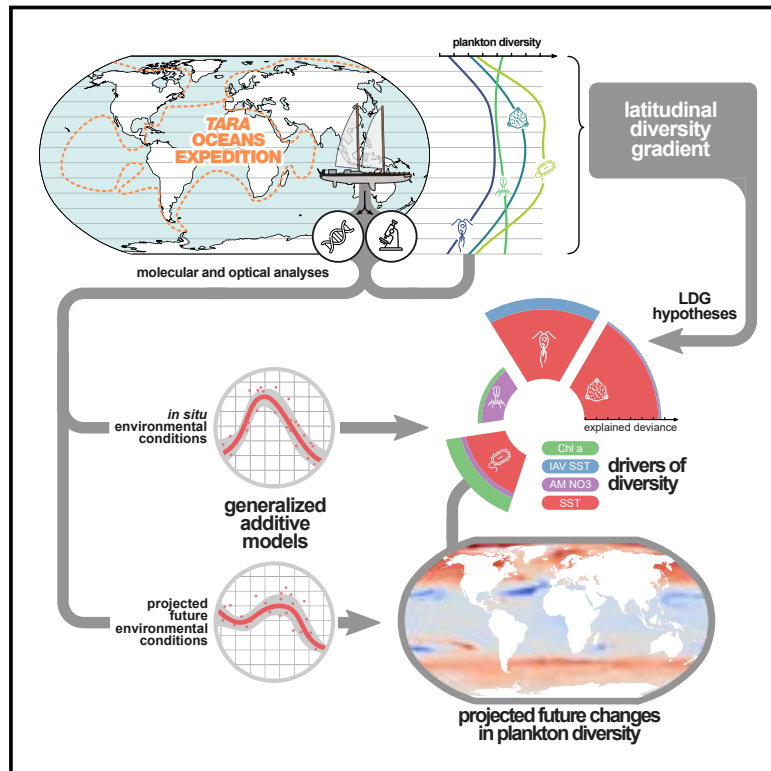 plankton diversity
TARA
OCEANS
EXPEDITION
latitudinal
diversity
gradient
molecular and optical analyses
LDG
hypotheses
in situ
environmental
conditions
explained deviance
generalized
additive
models
Chl a
IAV SST
AM NO3
SST
drivers of
diversity
projected
future
environmental
conditions
projected future changes
in plankton diversity